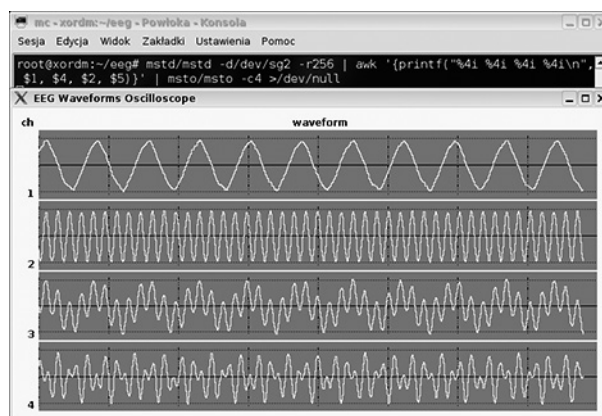 mc - xordm:~/eeg - Powłoka - Konsola
Sesja Edycja Widok Zakładki Ustawienia Pomoc
root@xordm:~/eeg# mstd/mstd -d/dev/sg2 -r256 | awk '{printf("%4i %4i %4i %4i\n",
$1, $4, $2, $5)}' | msto/msto -c4 >/dev/null
EEG Waveforms Oscilloscope
ch waveform
1
2
3
4